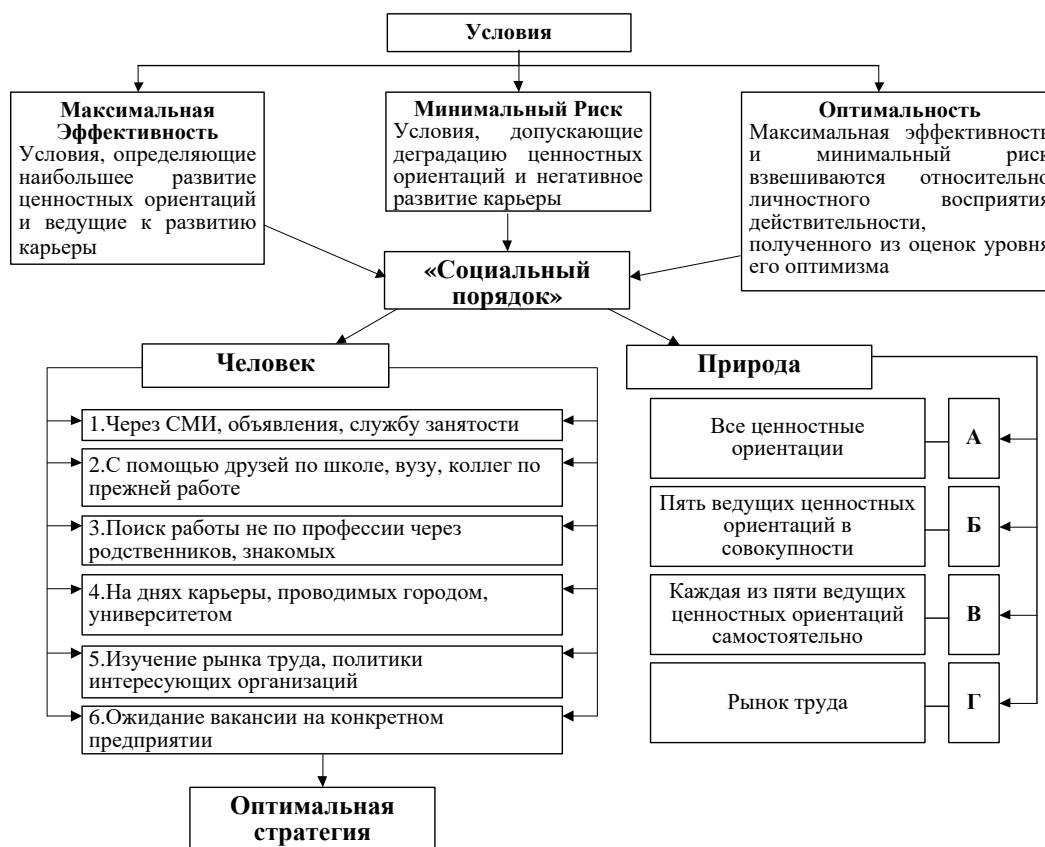 Условия
Максимальная
Эффективность
Условия, определяющие
наибольшее развитие
ценностных ориентаций
и ведущие к развитию
карьеры
Минимальный Риск
Условия, допускающие
деградацию ценностных
ориентаций и негативное
развитие карьеры
Оптимальность
Максимальная эффективность
и минимальный риск
взвешиваются относительно
личностного восприятия
действительности,
полученного из оценок уровня
его оптимизма
«Социальный
порядок»
Человек
1.Через СМИ, объявления, службу занятости
2.С помощью друзей по школе, вузу, коллег по
прежней работе
3.Поиск работы не по профессии через
родственников, знакомых
4.На днях карьеры, проводимых городом,
университетом
5.Изучение рынка труда, политики
интересующих организаций
6.Ожидание вакансии на конкретном
предприятии
Оптимальная
стратегия
Природа
Все ценностные
ориентации
А
Пять ведущих ценностных
ориентаций в
совокупности
Б
Каждая из пяти ведущих
ценностных ориентаций
самостоятельно
В
Рынок труда
Г